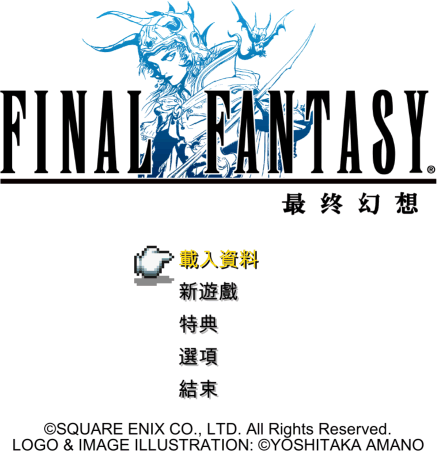 FINAL FANTASY®
最终幻想
載入資料
新遊戲
特典
選項
結束
©SQUARE ENIX CO., LTD. All Rights Reserved.
LOGO & IMAGE ILLUSTRATION: ©YOSHITAKA AMANO